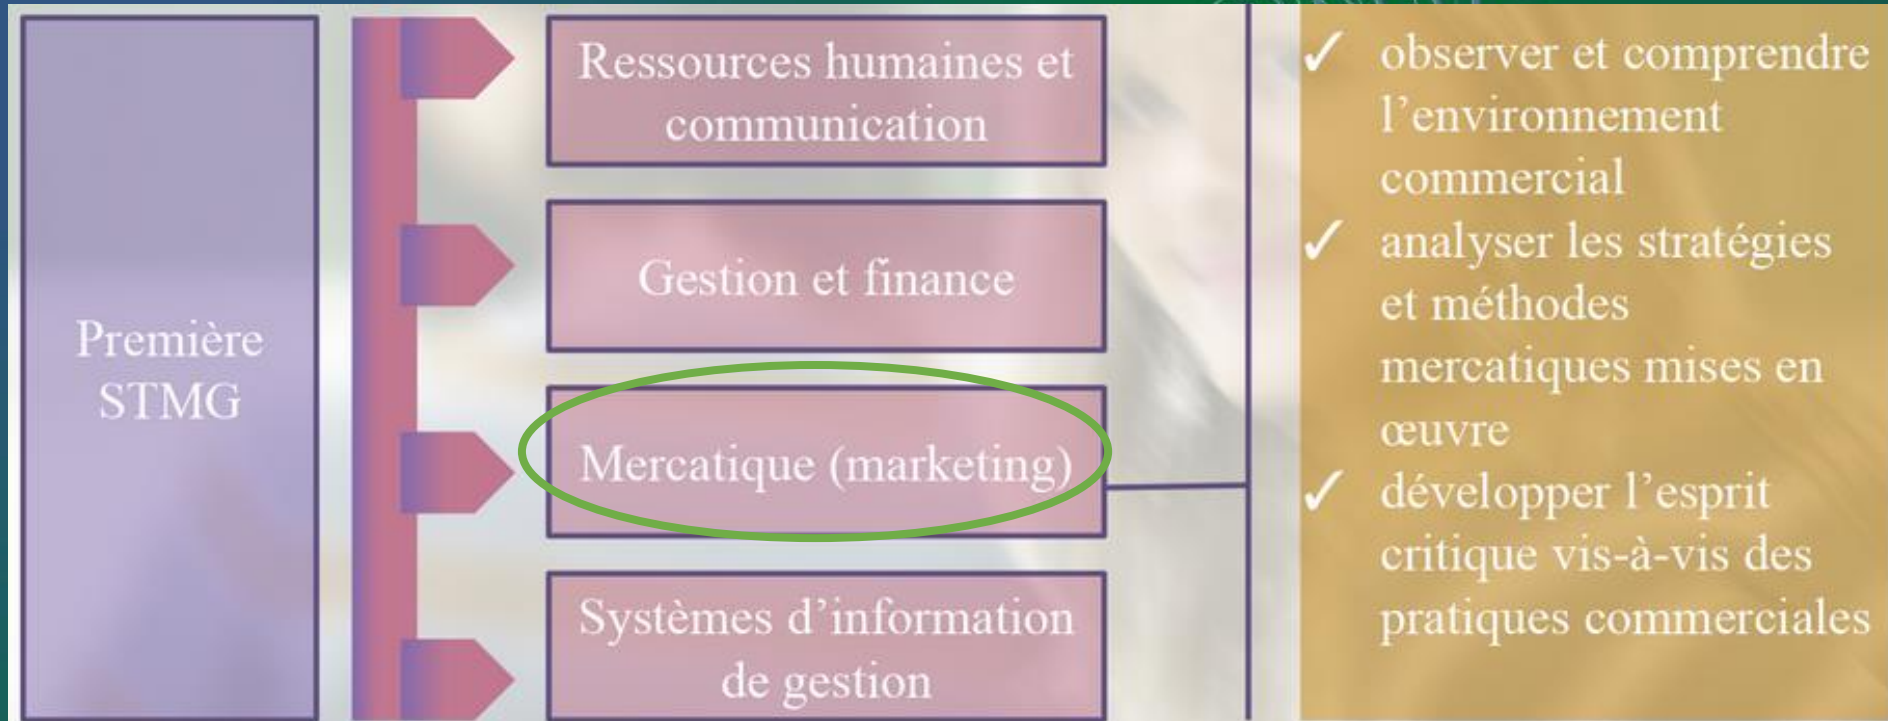 Première
STMG
Ressources humaines et
communication
Gestion et finance
Mercatique (marketing)
Systèmes d’information
de gestion
✓ observer et comprendre
l’environnement
commercial
✓ analyser les stratégies
et méthodes
mercatiques mises en
œuvre
✓ développer l’esprit
critique vis-à-vis des
pratiques commerciales